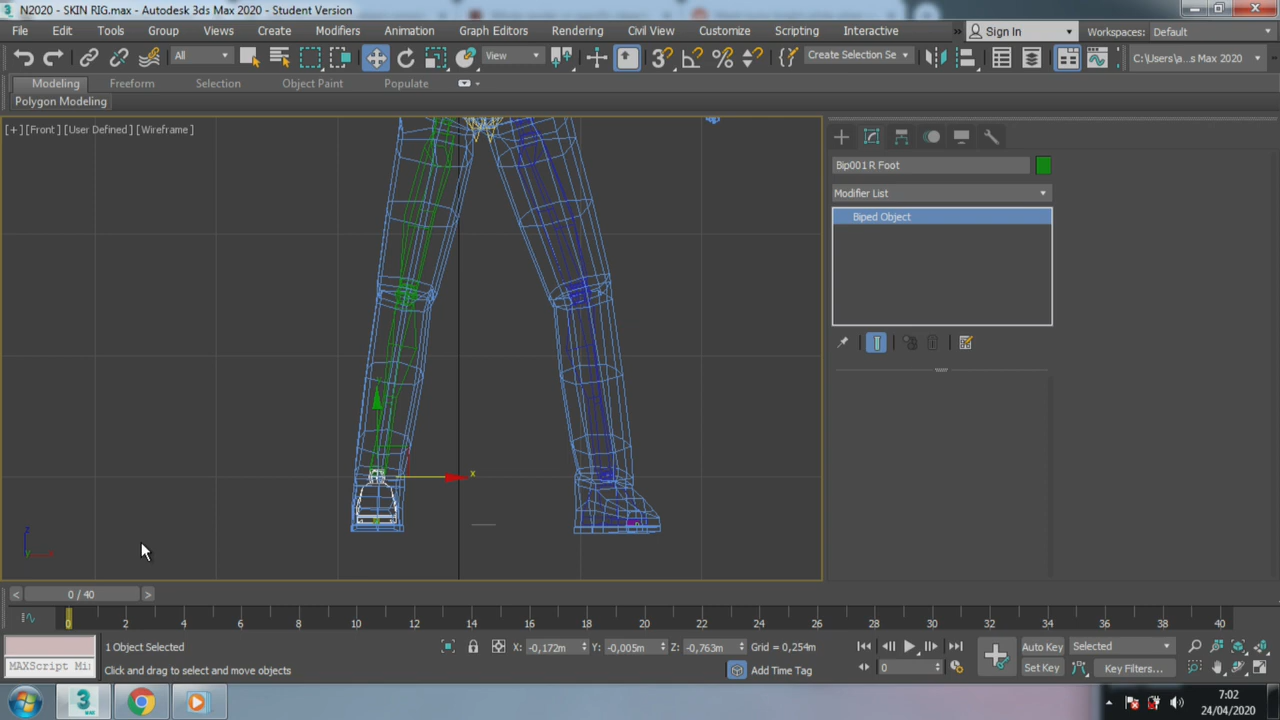 N2020 - SKIN RIG.max - Autodesk 3ds Max 2020 - Student Version
File Edit Tools Group Views Create Modifiers Animation Graph Editors Rendering Civil View Customize Scripting Interactive » Sign In Workspaces: Default
All View Create Selection Se C:\Users\a...s Max 2020
Modeling Freeform Selection Object Paint Populate
Polygon Modeling
[+] [Front] [User Defined] [Wireframe]
Bip001 R Foot
Modifier List
Biped Object
x
z
< 0 / 40 >
0 2 4 6 8 10 12 14 16 18 20 22 24 26 28 30 32 34 36 38 40
1 Object Selected X: -0,172m Y: -0,005m Z: -0,763m Grid = 0,254m Auto Key Selected
MAXScript Mi Click and drag to select and move objects Add Time Tag 0 Set Key Key Filters...
7:02
24/04/2020